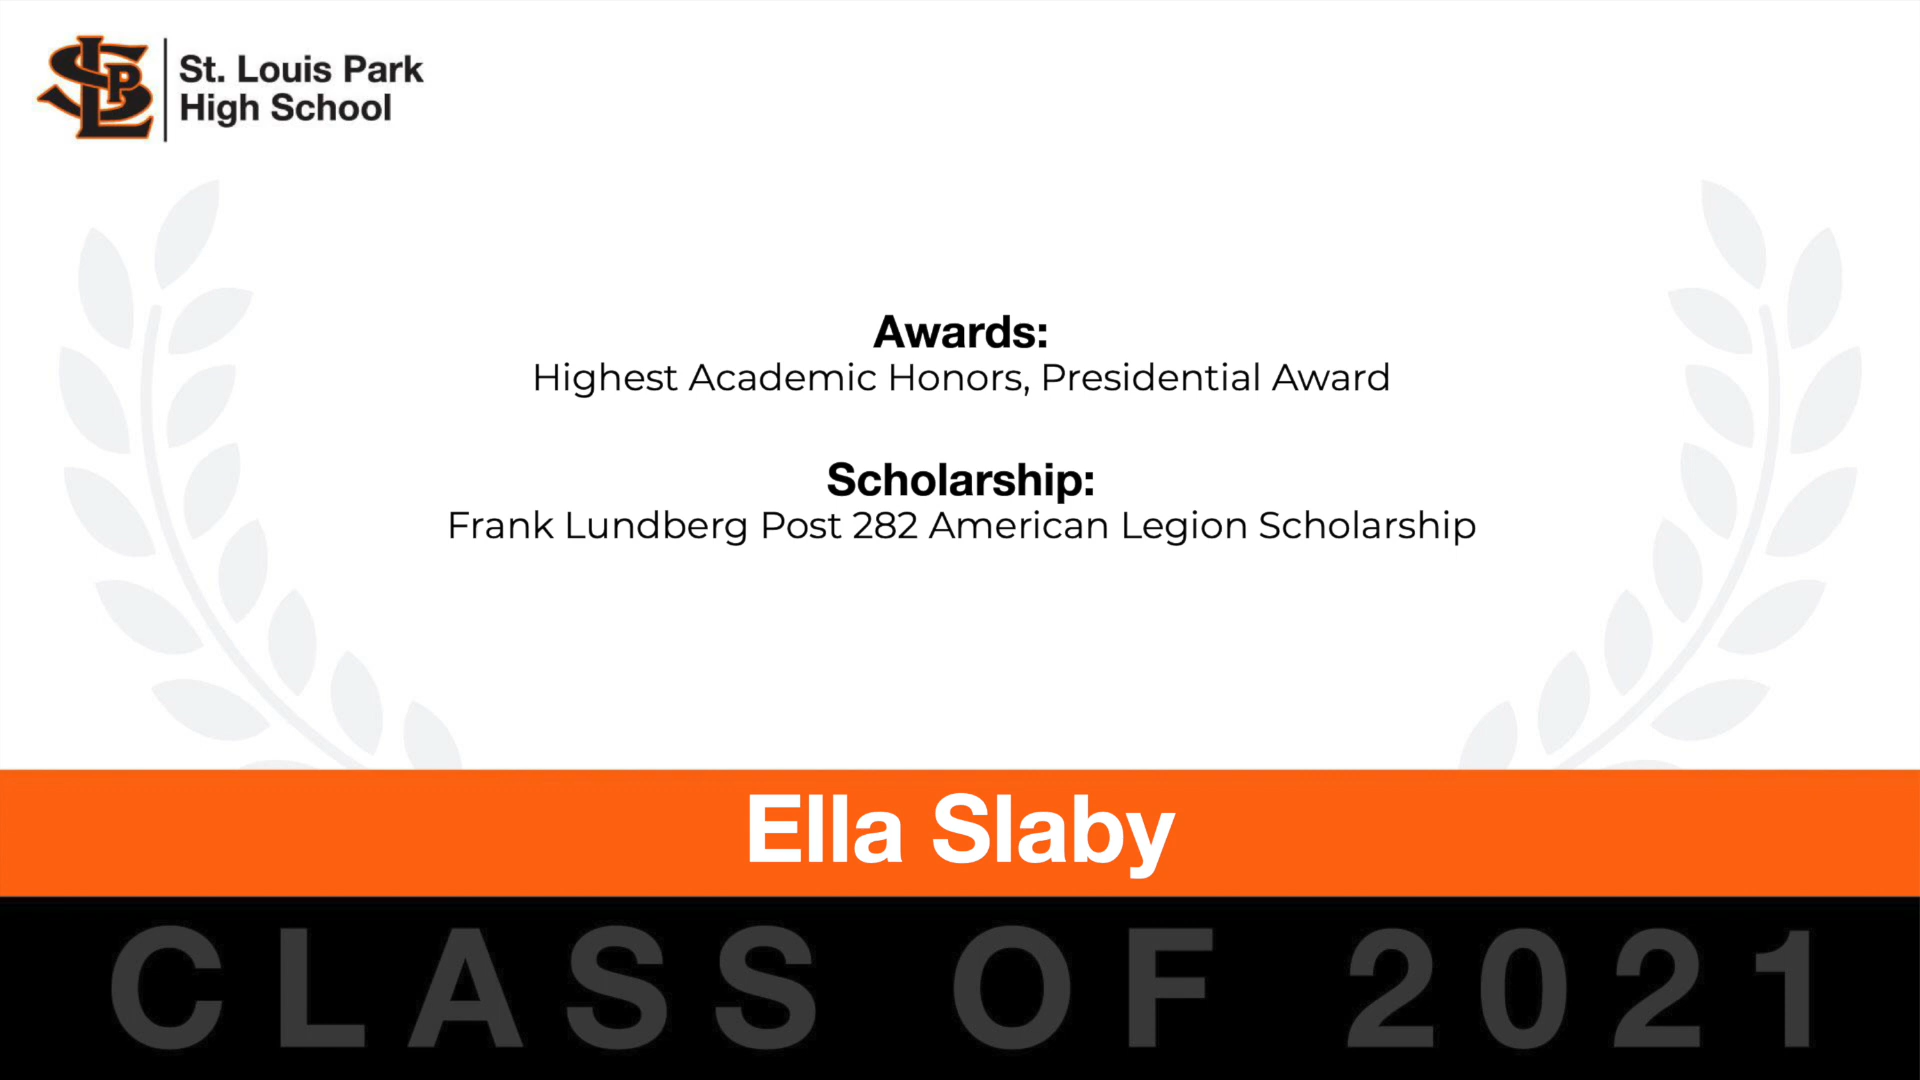 SLP
St. Louis Park
High School
Awards:
Highest Academic Honors, Presidential Award
Scholarship:
Frank Lundberg Post 282 American Legion Scholarship
Ella Slaby
CLASS OF 2021